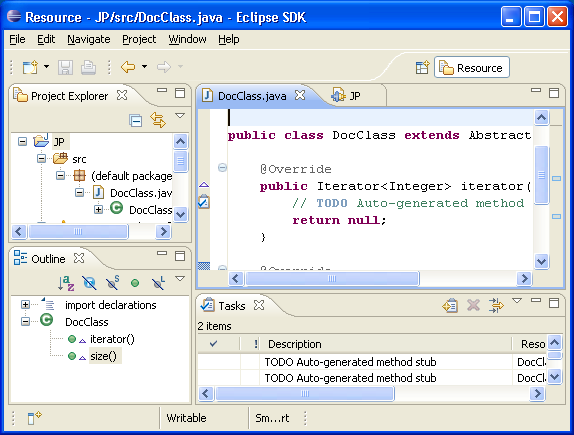 Resource - JP/src/DocClass.java - Eclipse SDK
File Edit Navigate Project Window Help
Resource
Project Explorer
JP
src
(default package
DocClass.jav
DocClass
DocClass.java
JP
public class DocClass extends Abstract
@Override
public Iterator<Integer> iterator(
// TODO Auto-generated method
return null;
}
@Override
Outline
import declarations
DocClass
iterator()
size()
Tasks
2 items
! Description Reso
TODO Auto-generated method stub DocCl
TODO Auto-generated method stub DocCl
Writable Sm...rt